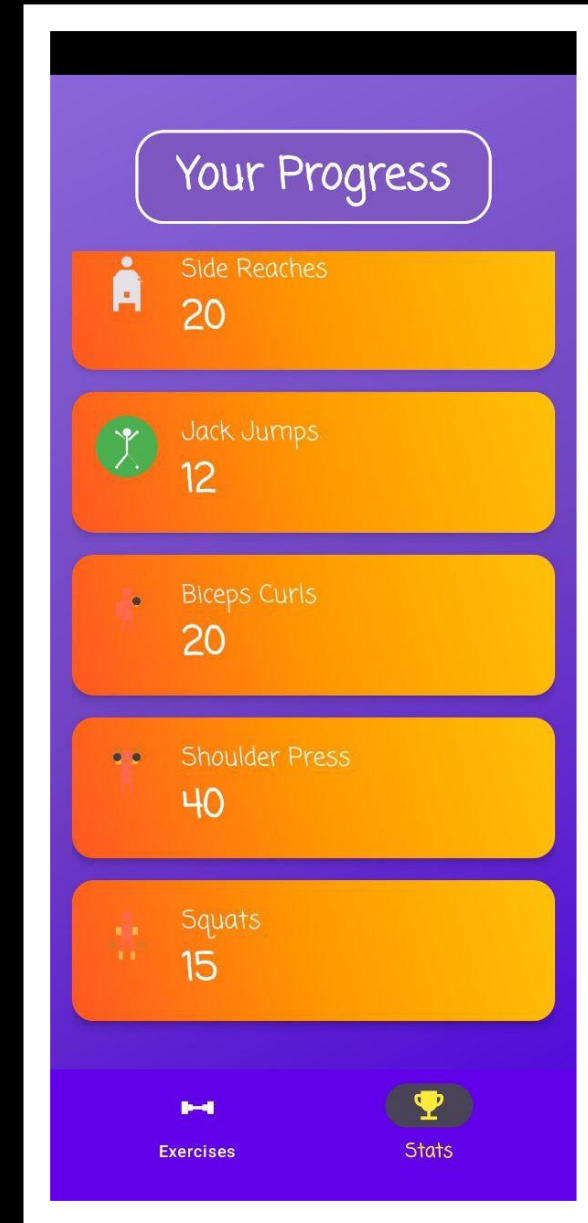 Your Progress
Side Reaches
20
Jack Jumps
12
Biceps Curls
20
Shoulder Press
40
Squats
15
Exercises
Stats